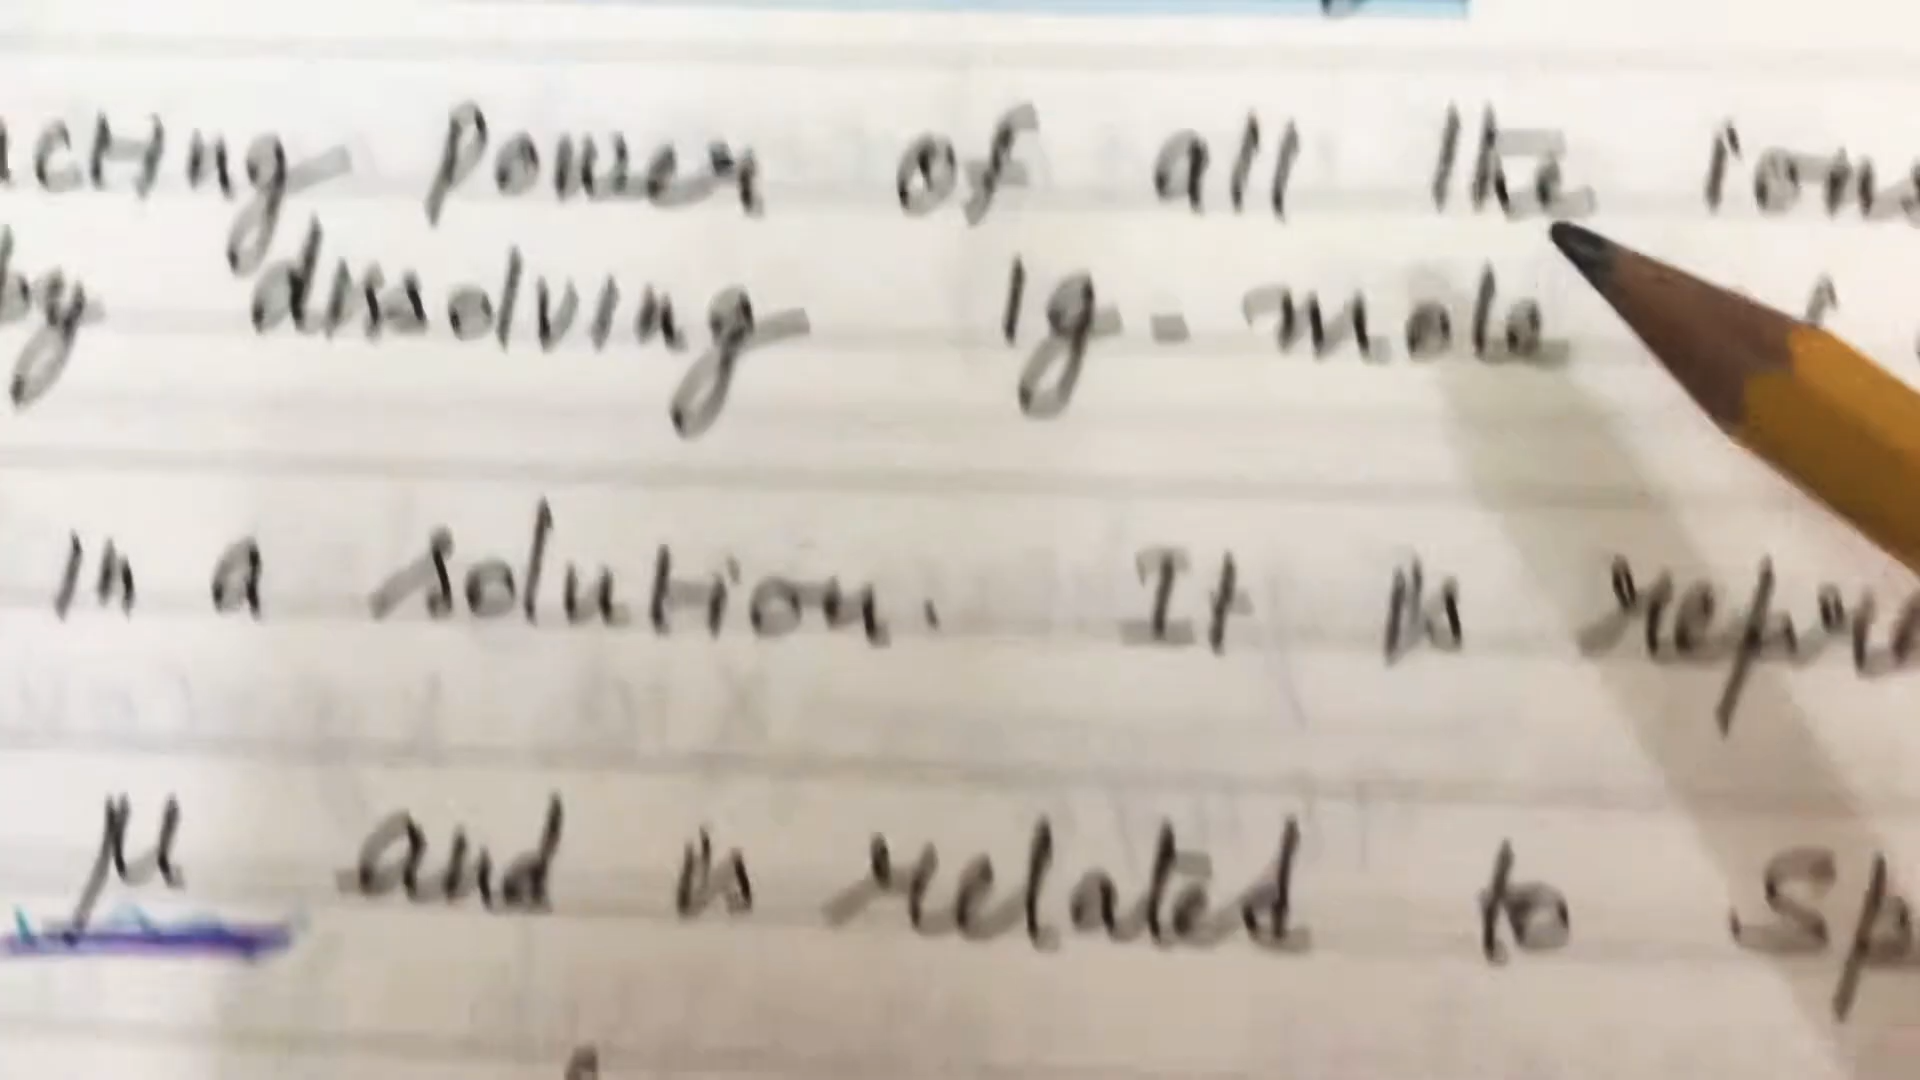 cting power of all the ions
by dissolving 1g-mole
in a solution. It is repre
μ and is related to sp